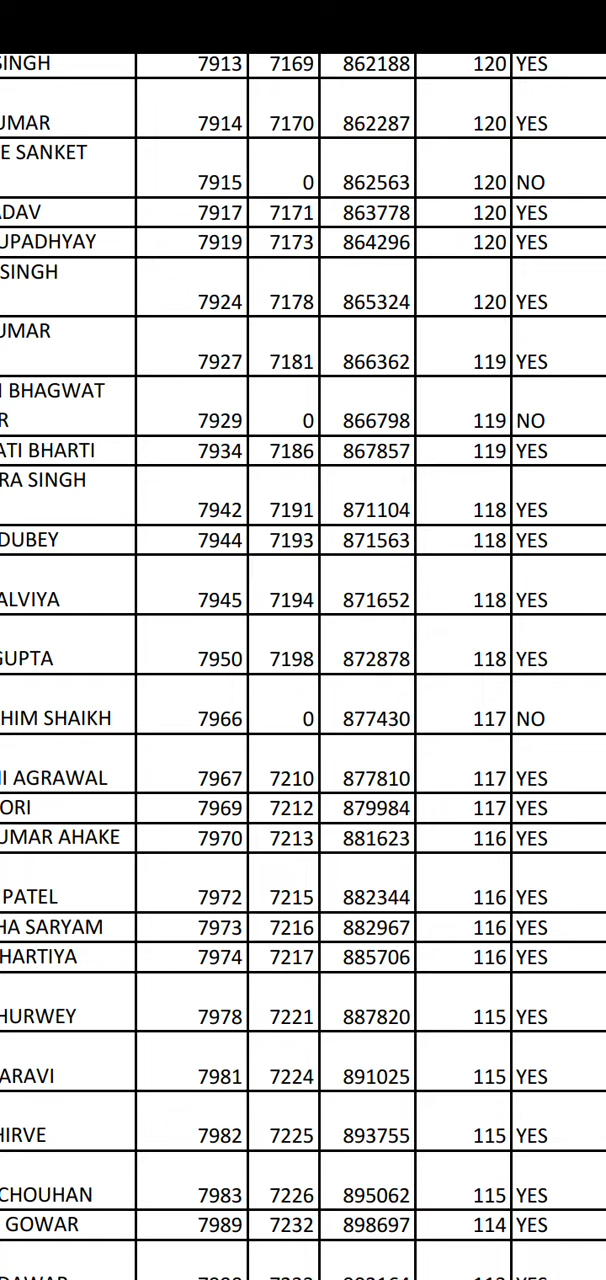 SINGH 7913 7169 862188 120 YES
UMAR 7914 7170 862287 120 YES
E SANKET
7915 0 862563 120 NO
ADAV 7917 7171 863778 120 YES
UPADHYAY 7919 7173 864296 120 YES
SINGH
7924 7178 865324 120 YES
UMAR
7927 7181 866362 119 YES
I BHAGWAT
R 7929 0 866798 119 NO
ATI BHARTI 7934 7186 867857 119 YES
RA SINGH
7942 7191 871104 118 YES
DUBEY 7944 7193 871563 118 YES
ALVIYA 7945 7194 871652 118 YES
GUPTA 7950 7198 872878 118 YES
HIM SHAIKH 7966 0 877430 117 NO
II AGRAWAL 7967 7210 877810 117 YES
ORI 7969 7212 879984 117 YES
UMAR AHAKE 7970 7213 881623 116 YES
PATEL 7972 7215 882344 116 YES
HA SARYAM 7973 7216 882967 116 YES
HARTIYA 7974 7217 885706 116 YES
HURWEY 7978 7221 887820 115 YES
ARAVI 7981 7224 891025 115 YES
HIRVE 7982 7225 893755 115 YES
CHOUHAN 7983 7226 895062 115 YES
GOWAR 7989 7232 898697 114 YES